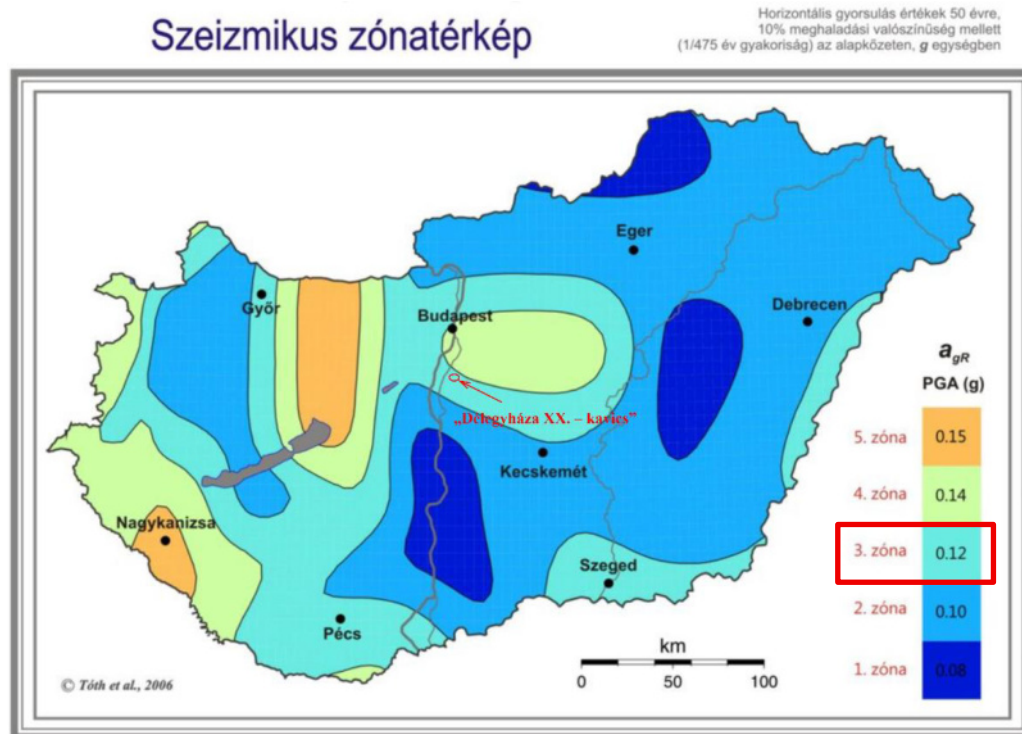 Szeizmikus zónatérkép
Horizontális gyorsulás értékek 50 évre,
10% meghaladási valószínűség mellett
(1/475 év gyakoriság) az alapkőzeten, g egységben
Eger
Győr
Budapest
Debrecen
„Délegyháza XX. – kavics”
Kecskemét
Nagykanizsa
Szeged
Pécs
a_gR
PGA (g)
5. zóna 0.15
4. zóna 0.14
3. zóna 0.12
2. zóna 0.10
1. zóna 0.08
km
0 50 100
© Tóth et al., 2006